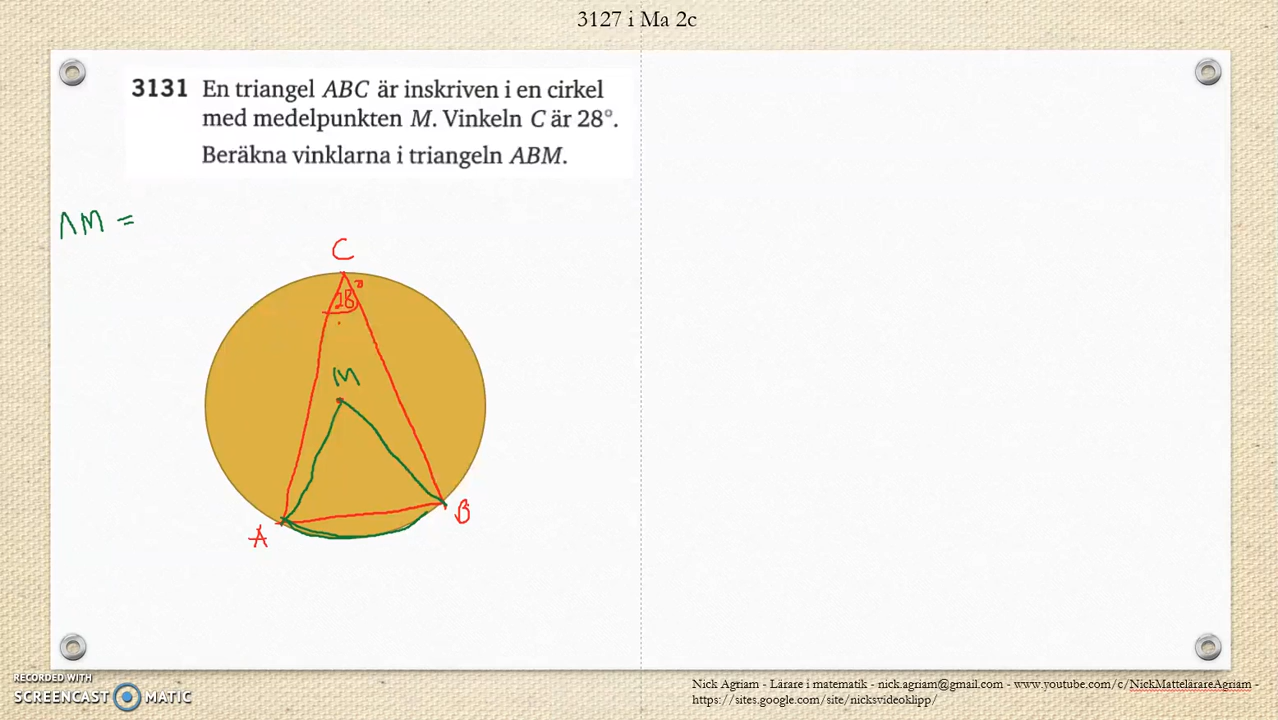 3127 i Ma 2c
3131 En triangel ABC är inskriven i en cirkel
med medelpunkten M. Vinkeln C är 28°.
Beräkna vinklarna i triangeln ABM.
ΛM =
C
28°
M
A
B
RECORDED WITH
SCREENCAST MATIC
Nick Agriam - Lärare i matematik - nick.agriam@gmail.com - www.youtube.com/c/NickMattelärareAgriam -
https://sites.google.com/site/nicksvideoklipp/